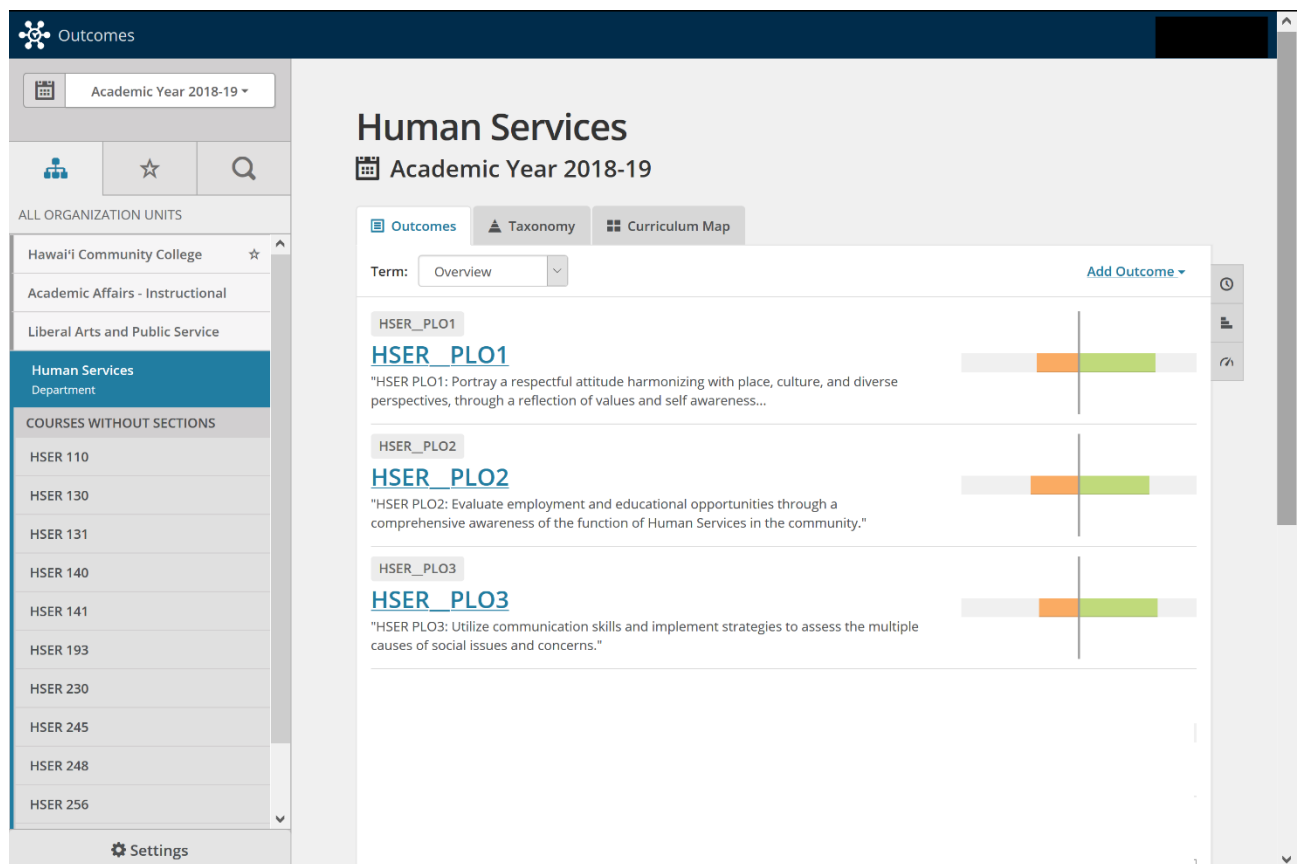 Outcomes
Academic Year 2018-19
ALL ORGANIZATION UNITS
Hawai'i Community College
Academic Affairs - Instructional
Liberal Arts and Public Service
Human Services
Department
COURSES WITHOUT SECTIONS
HSER 110
HSER 130
HSER 131
HSER 140
HSER 141
HSER 193
HSER 230
HSER 245
HSER 248
HSER 256
Settings
Human Services
Academic Year 2018-19
Outcomes
Taxonomy
Curriculum Map
Term: Overview
Add Outcome
HSER__PLO1
HSER__PLO1
"HSER PLO1: Portray a respectful attitude harmonizing with place, culture, and diverse
perspectives, through a reflection of values and self awareness...
HSER__PLO2
HSER__PLO2
"HSER PLO2: Evaluate employment and educational opportunities through a
comprehensive awareness of the function of Human Services in the community."
HSER__PLO3
HSER__PLO3
"HSER PLO3: Utilize communication skills and implement strategies to assess the multiple
causes of social issues and concerns."